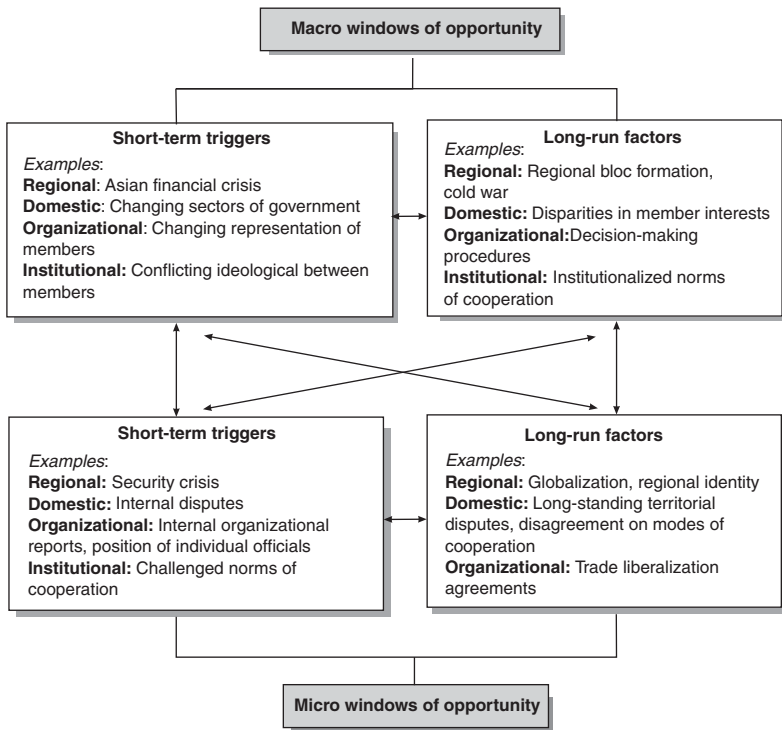 Macro windows of opportunity
Short-term triggers
Examples:
Regional: Asian financial crisis
Domestic: Changing sectors of government
Organizational: Changing representation of
members
Institutional: Conflicting ideological between
members
Long-run factors
Examples:
Regional: Regional bloc formation,
cold war
Domestic: Disparities in member interests
Organizational:Decision-making
procedures
Institutional: Institutionalized norms
of cooperation
Short-term triggers
Examples:
Regional: Security crisis
Domestic: Internal disputes
Organizational: Internal organizational
reports, position of individual officials
Institutional: Challenged norms of
cooperation
Long-run factors
Examples:
Regional: Globalization, regional identity
Domestic: Long-standing territorial
disputes, disagreement on modes of
cooperation
Organizational: Trade liberalization
agreements
Micro windows of opportunity